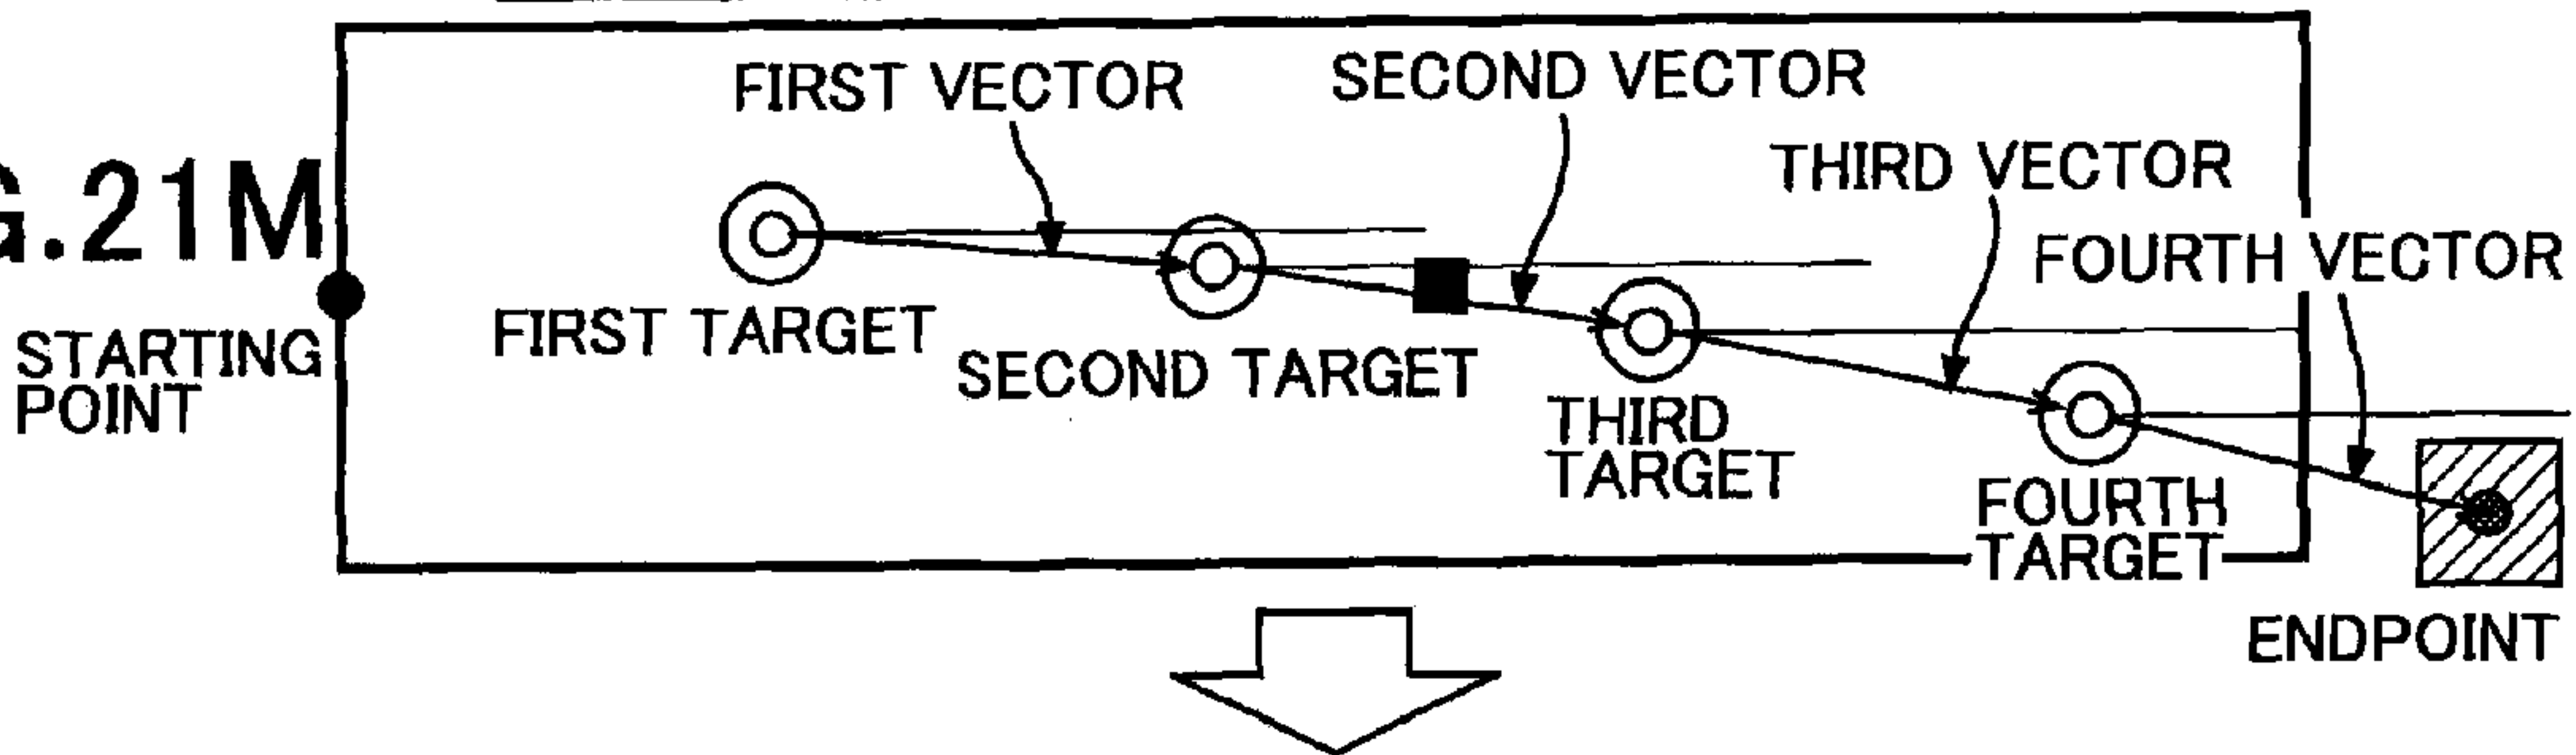 G.21M
FIRST VECTOR
SECOND VECTOR
THIRD VECTOR
FOURTH VECTOR
STARTING
POINT
FIRST TARGET
SECOND TARGET
THIRD
TARGET
FOURTH
TARGET
ENDPOINT